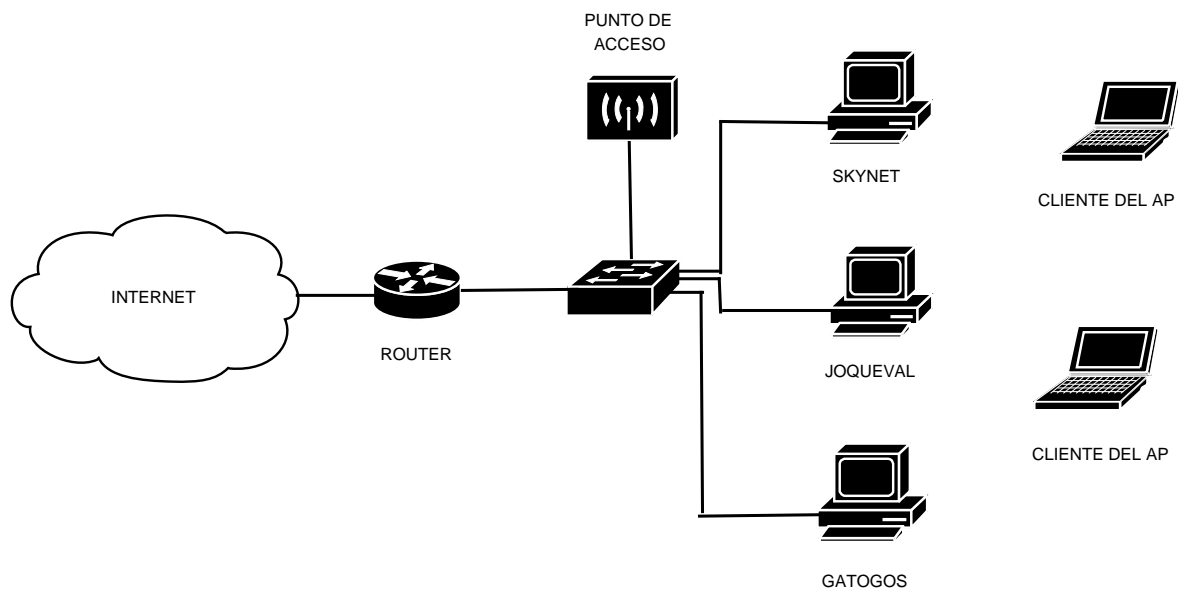 PUNTO DE
ACCESO
SKYNET
CLIENTE DEL AP
INTERNET
ROUTER
JOQUEVAL
CLIENTE DEL AP
GATOGOS